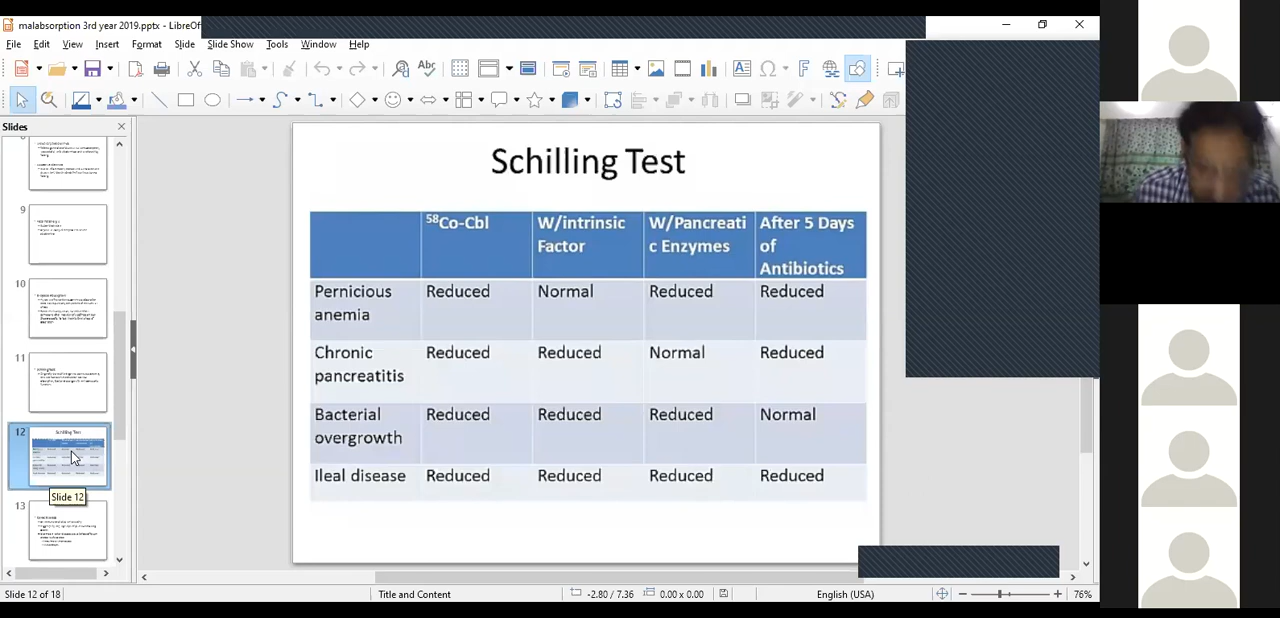 malabsorption 3rd year 2019.pptx - LibreOf
File Edit View Insert Format Slide Slide Show Tools Window Help
Abc
Slides
9
10
11
12
Schilling Test
Slide 12
13
Schilling Test
58Co-Cbl
W/intrinsic
Factor
W/Pancreati
c Enzymes
After 5 Days
of
Antibiotics
Pernicious
anemia
Reduced
Normal
Reduced
Reduced
Chronic
pancreatitis
Reduced
Reduced
Normal
Reduced
Bacterial
overgrowth
Reduced
Reduced
Reduced
Normal
Ileal disease
Reduced
Reduced
Reduced
Reduced
Slide 12 of 18
Title and Content
-2.80 / 7.36
0.00 x 0.00
English (USA)
76%